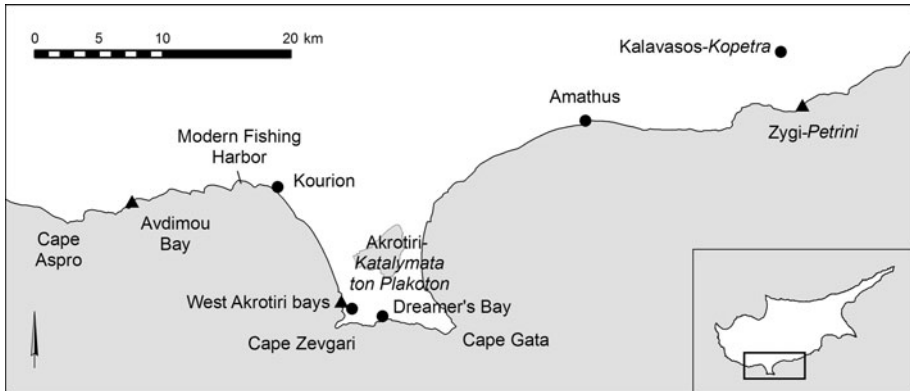 0 5 10 20 km
Kalavasos-Kopetra
Amathus
Zygi-Petrini
Modern Fishing
Harbor
Kourion
Avdimou
Bay
Cape
Aspro
Akrotiri-
Katalymata
ton Plakoton
West Akrotiri bays
Dreamer's Bay
Cape Zevgari
Cape Gata